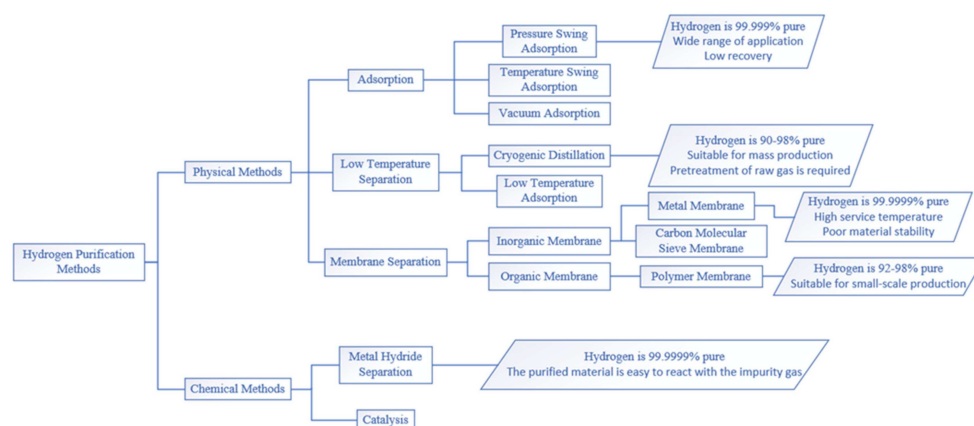 Hydrogen Purification
Methods
Physical Methods
Adsorption
Pressure Swing
Adsorption
Hydrogen is 99.999% pure
Wide range of application
Low recovery
Temperature Swing
Adsorption
Vacuum Adsorption
Low Temperature
Separation
Cryogenic Distillation
Hydrogen is 90-98% pure
Suitable for mass production
Pretreatment of raw gas is required
Low Temperature
Adsorption
Membrane Separation
Inorganic Membrane
Metal Membrane
Hydrogen is 99.9999% pure
High service temperature
Poor material stability
Carbon Molecular
Sieve Membrane
Organic Membrane
Polymer Membrane
Hydrogen is 92-98% pure
Suitable for small-scale production
Chemical Methods
Metal Hydride
Separation
Hydrogen is 99.9999% pure
The purified material is easy to react with the impurity gas
Catalysis